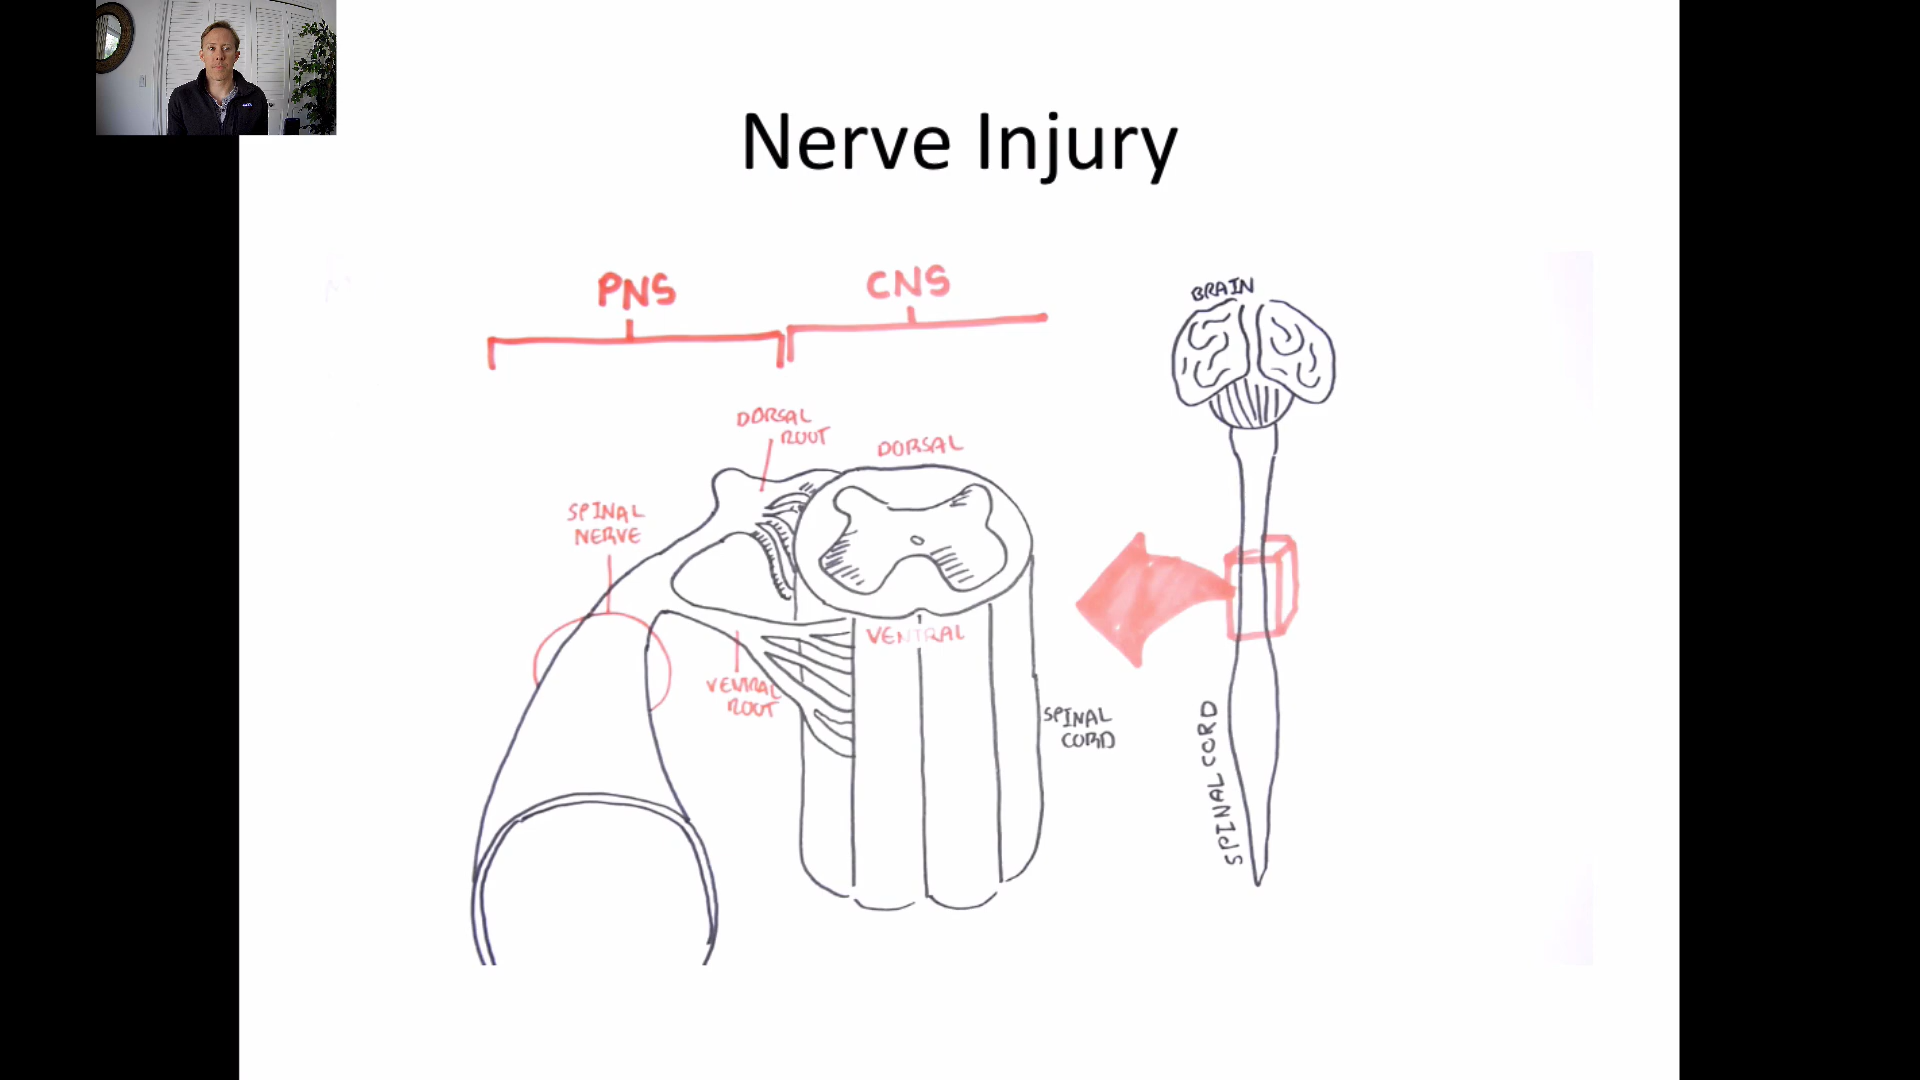 Nerve Injury
PNS
CNS
BRAIN
DORSAL
ROOT
DORSAL
SPINAL
NERVE
VENTRAL
VENTRAL
ROOT
SPINAL
CORD
SPINAL CORD